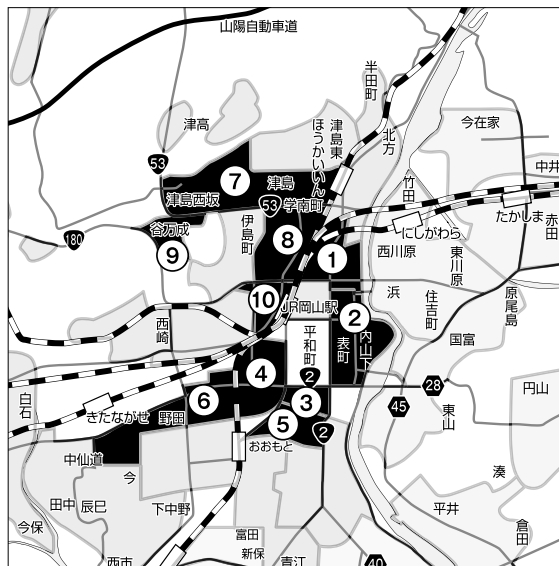 山陽自動車道
半田町
津島東
ほうかいいん
北方
今在家
津高
中井
53
⑦
津島
竹田
津島西坂
53
学南町
たかしま
赤田
谷万成
伊島町
にしがわら
180
⑧
①
西川原
東川原
⑨
原尾島
浜
住吉町
⑩
JR岡山駅
②
西崎
平和町
表町
内山下
国富
④
2
28
円山
白石
⑥
③
45
東山
きたながせ
野田
⑤
2
おおもと
中仙道
今
湊
田中
辰巳
下中野
平井
今保
富田
倉田
新保
西市
青江
40